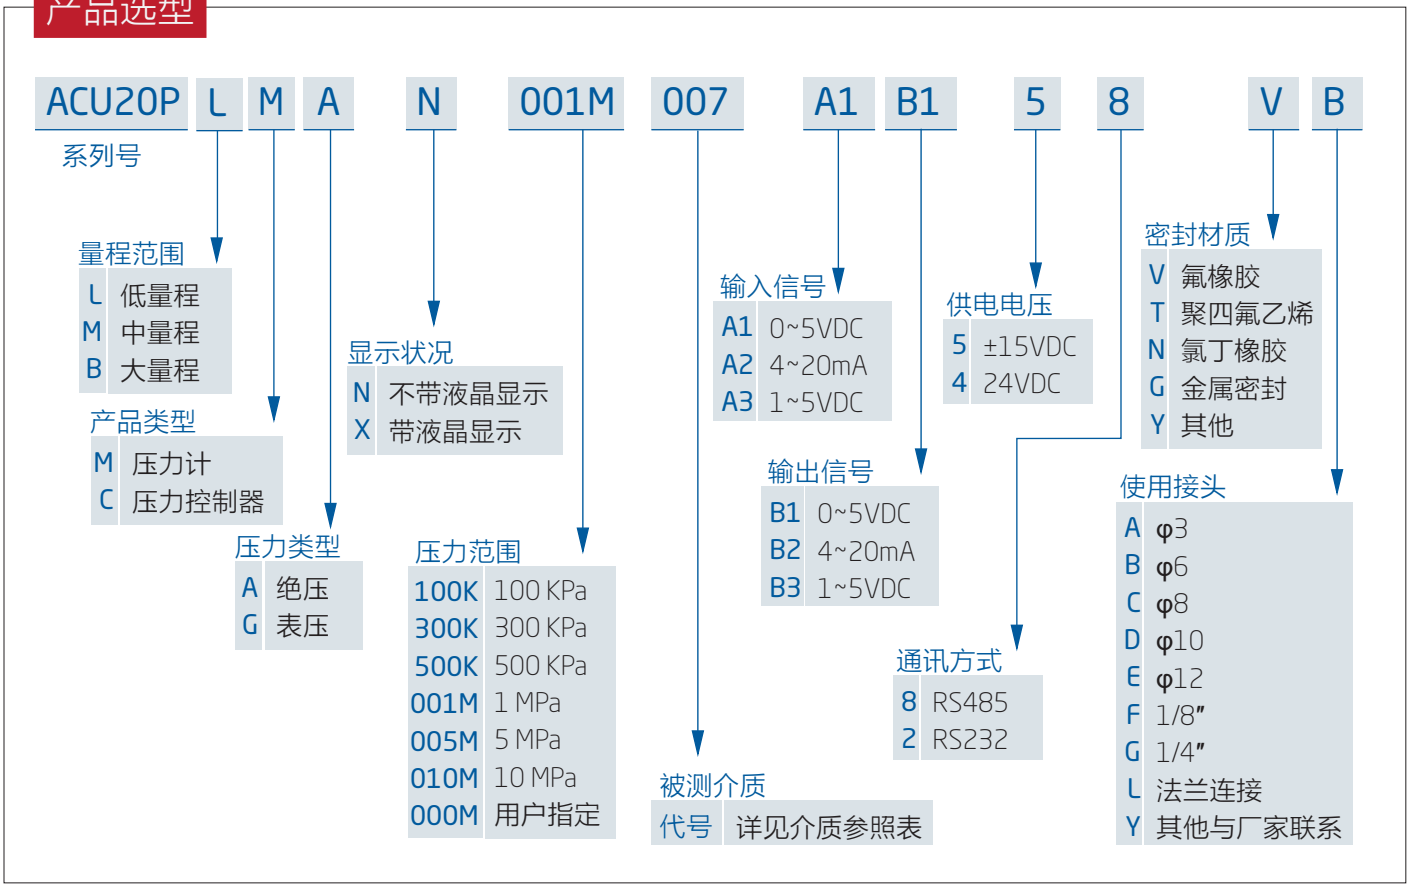 产品选型
ACU20P L M A N 001M 007 A1 B1 5 8 V B
系列号
量程范围
L 低量程
M 中量程
B 大量程
产品类型
M 压力计
C 压力控制器
压力类型
A 绝压
G 表压
显示状况
N 不带液晶显示
X 带液晶显示
压力范围
100K 100 KPa
300K 300 KPa
500K 500 KPa
001M 1 MPa
005M 5 MPa
010M 10 MPa
000M 用户指定
被测介质
代号 详见介质参照表
输入信号
A1 0~5VDC
A2 4~20mA
A3 1~5VDC
输出信号
B1 0~5VDC
B2 4~20mA
B3 1~5VDC
供电电压
5 ±15VDC
4 24VDC
通讯方式
8 RS485
2 RS232
密封材质
V 氟橡胶
T 聚四氟乙烯
N 氯丁橡胶
G 金属密封
Y 其他
使用接头
A φ3
B φ6
C φ8
D φ10
E φ12
F 1/8″
G 1/4″
L 法兰连接
Y 其他与厂家联系